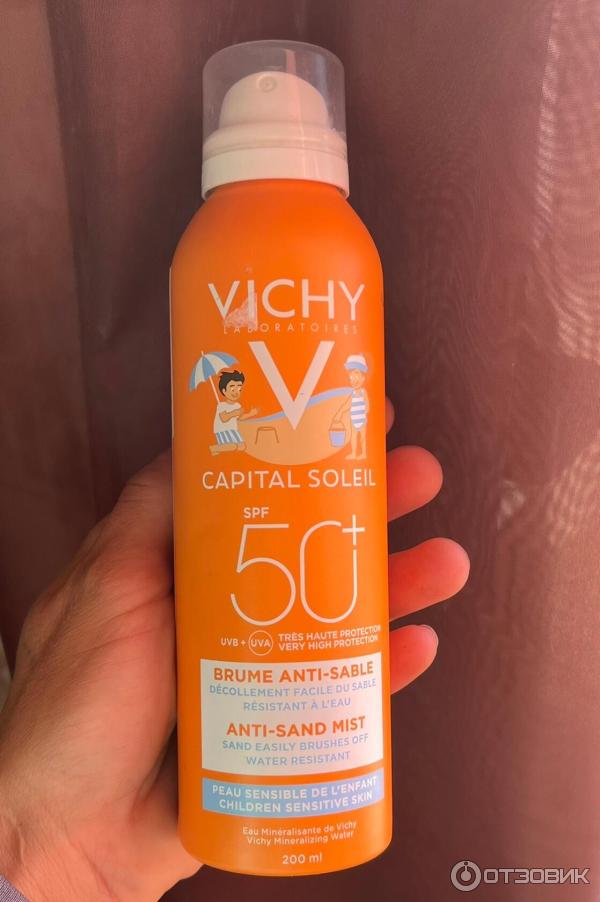 VICHY
LABORATOIRES
V
CAPITAL SOLEIL
SPF
50+
UVB + UVA
TRÈS HAUTE PROTECTION
VERY HIGH PROTECTION
BRUME ANTI-SABLE
DÉCOLLEMENT FACILE DU SABLE
RÉSISTANT À L'EAU
ANTI-SAND MIST
SAND EASILY BRUSHES OFF
WATER RESISTANT
PEAU SENSIBLE DE L'ENFANT
CHILDREN SENSITIVE SKIN
Eau Minéralisante de Vichy
Vichy Mineralizing Water
200 ml
ОТЗОВИК